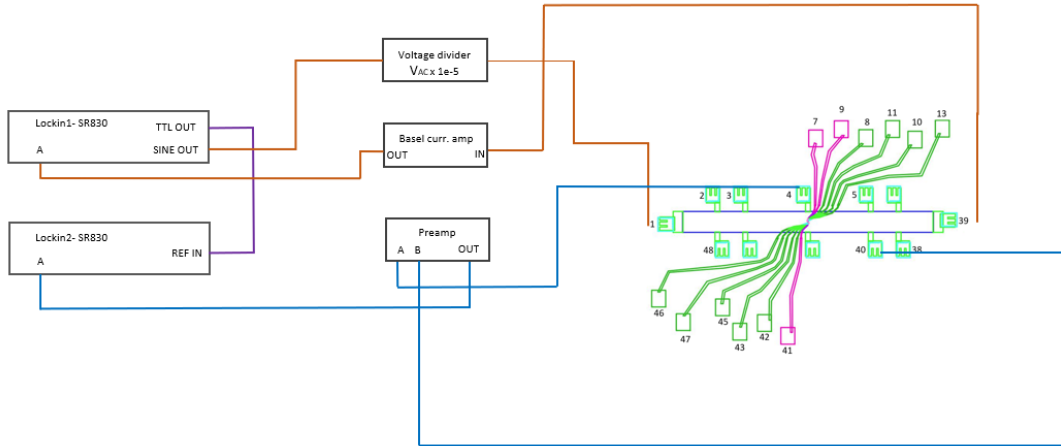 Voltage divider
VAC x 1e-5
Lockin1- SR830
TTL OUT
SINE OUT
A
Basel curr. amp
OUT
IN
Lockin2- SR830
REF IN
A
Preamp
A B OUT
7
9
8
11
10
13
2
3
4
5
1
39
48
40
38
46
47
45
43
42
41